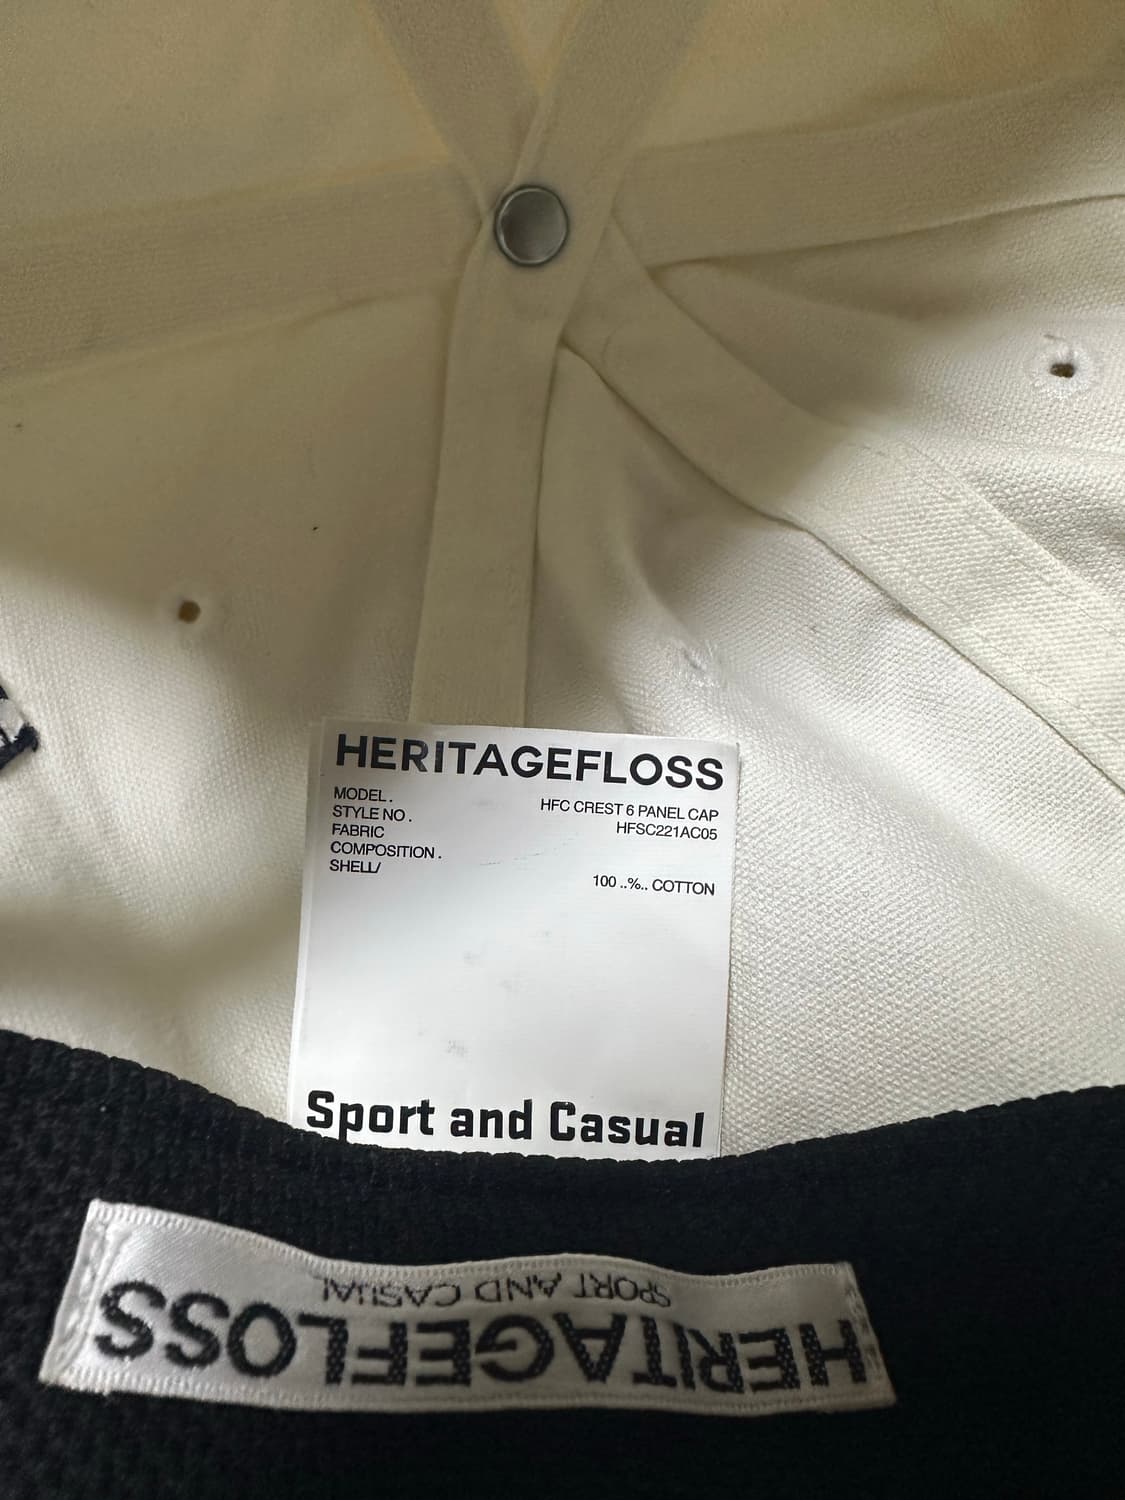 HERITAGEFLOSS
MODEL. HFC CREST 6 PANEL CAP
STYLE NO. HFSC221AC05
FABRIC
COMPOSITION.
SHELL/ 100 ..%.. COTTON
Sport and Casual
HERITAGEFLOSS
SPORT AND CASUAL